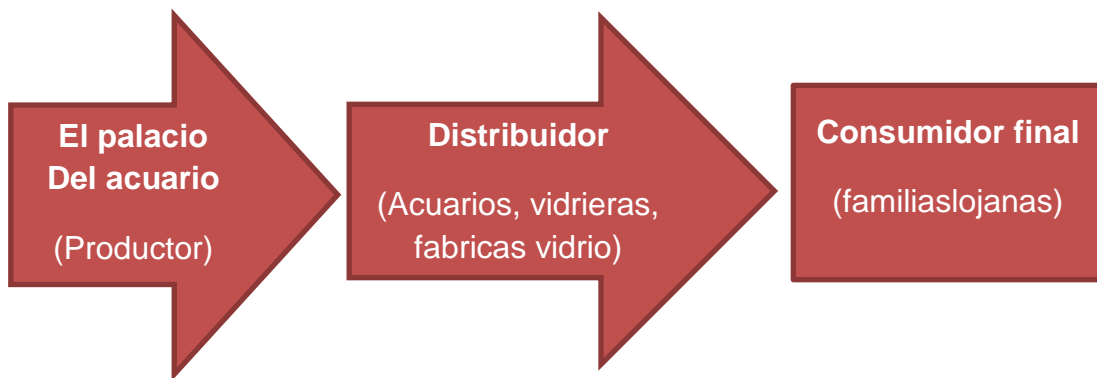 El palacio
Del acuario
(Productor)
Distribuidor
(Acuarios, vidrieras,
fabricas vidrio)
Consumidor final
(familiaslojanas)